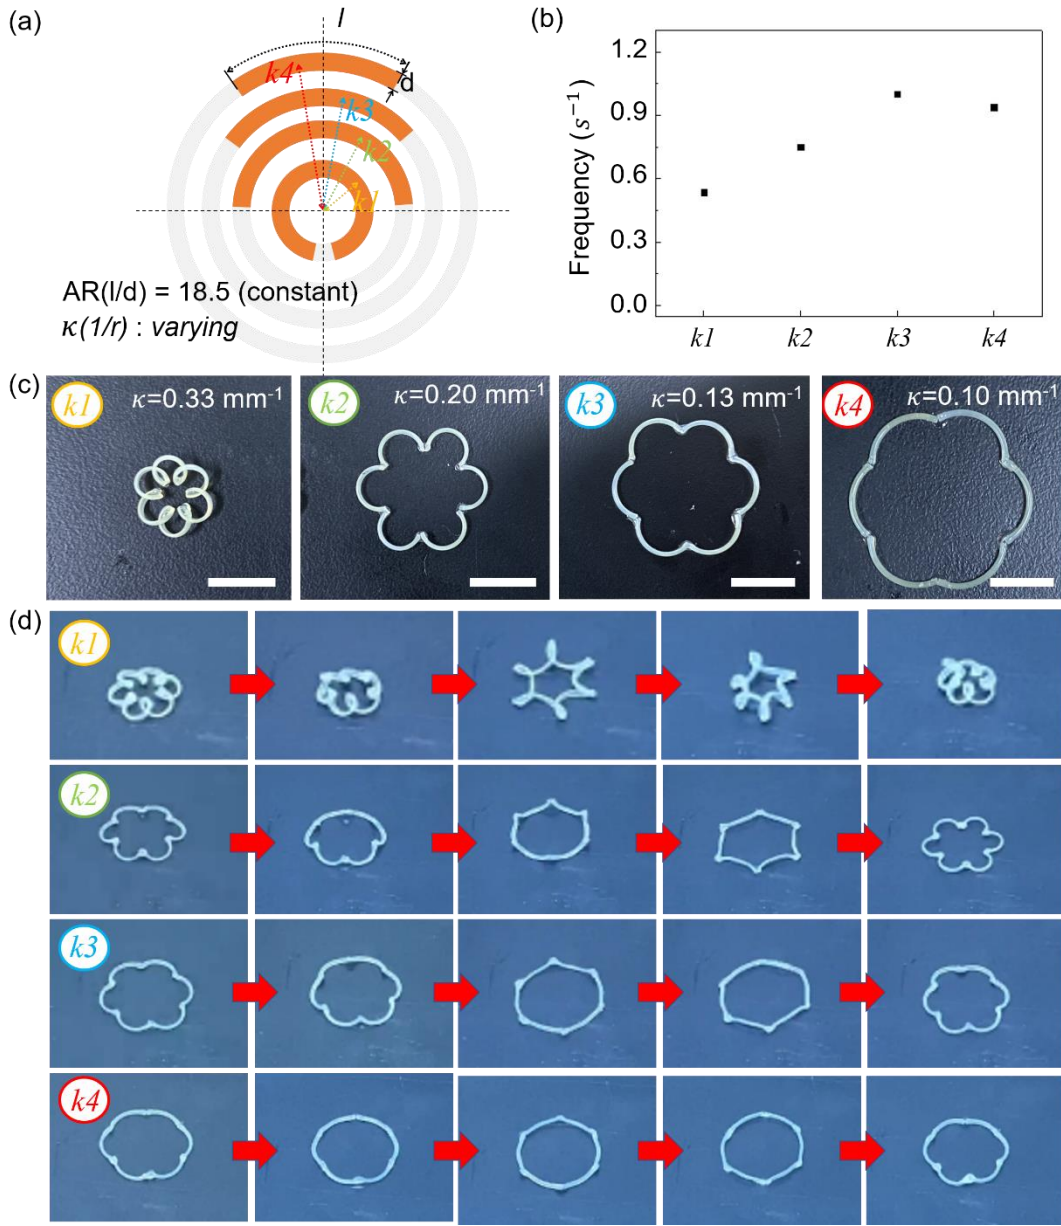 (a)
l
d
k4
k3
k2
k1
AR(l/d) = 18.5 (constant)
κ(1/r) : varying
(b)
Frequency (s⁻¹)
1.2
0.9
0.6
0.3
0.0
k1 k2 k3 k4
(c)
k1 κ=0.33 mm⁻¹
k2 κ=0.20 mm⁻¹
k3 κ=0.13 mm⁻¹
k4 κ=0.10 mm⁻¹
(d)
k1
k2
k3
k4